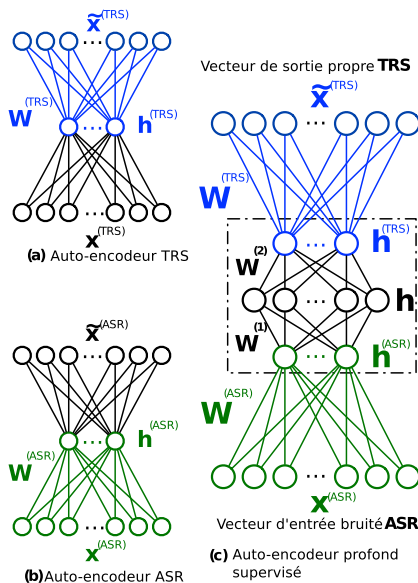 x̃(TRS)
W(TRS)
... h(TRS)
...
x(TRS)
(a) Auto-encodeur TRS
...
x̃(ASR)
W(ASR)
... h(ASR)
...
x(ASR)
(b) Auto-encodeur ASR
Vecteur de sortie propre TRS
x̃(TRS)
...
W(TRS)
... h(TRS)
W(2)
... h
W(1)
... h(ASR)
W(ASR)
...
x(ASR)
Vecteur d'entrée bruité ASR
(c) Auto-encodeur profond
supervisé